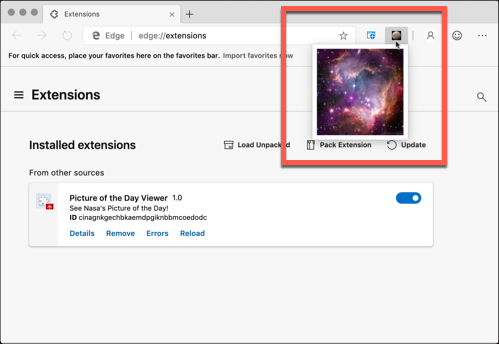 Extensions
Edge | edge://extensions
For quick access, place your favorites here on the favorites bar. Import favorites now
Extensions
Installed extensions
Load Unpacked
Pack Extension
Update
From other sources
Picture of the Day Viewer 1.0
See Nasa's Picture of the Day!
ID cinagnkgechbkaemdpgiknbbmcoedodc
Details Remove Errors Reload